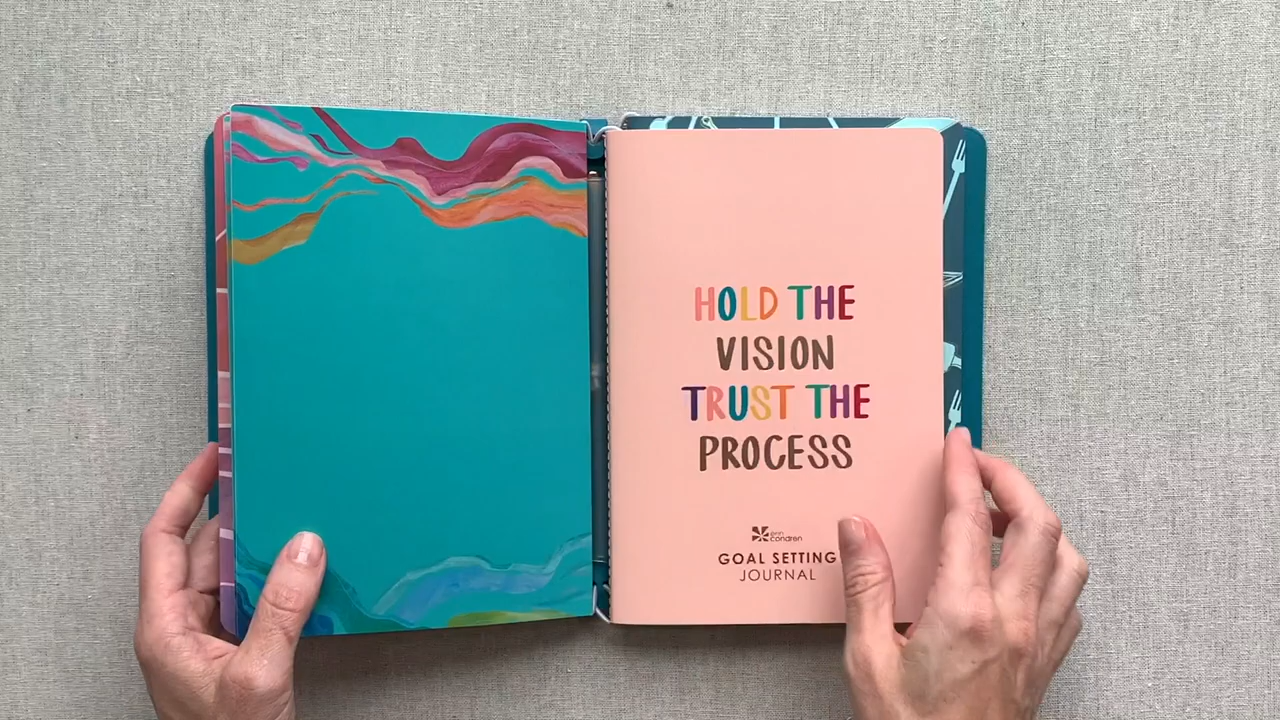 HOLD THE
VISION
TRUST THE
PROCESS
erin
condren
GOAL SETTING
JOURNAL